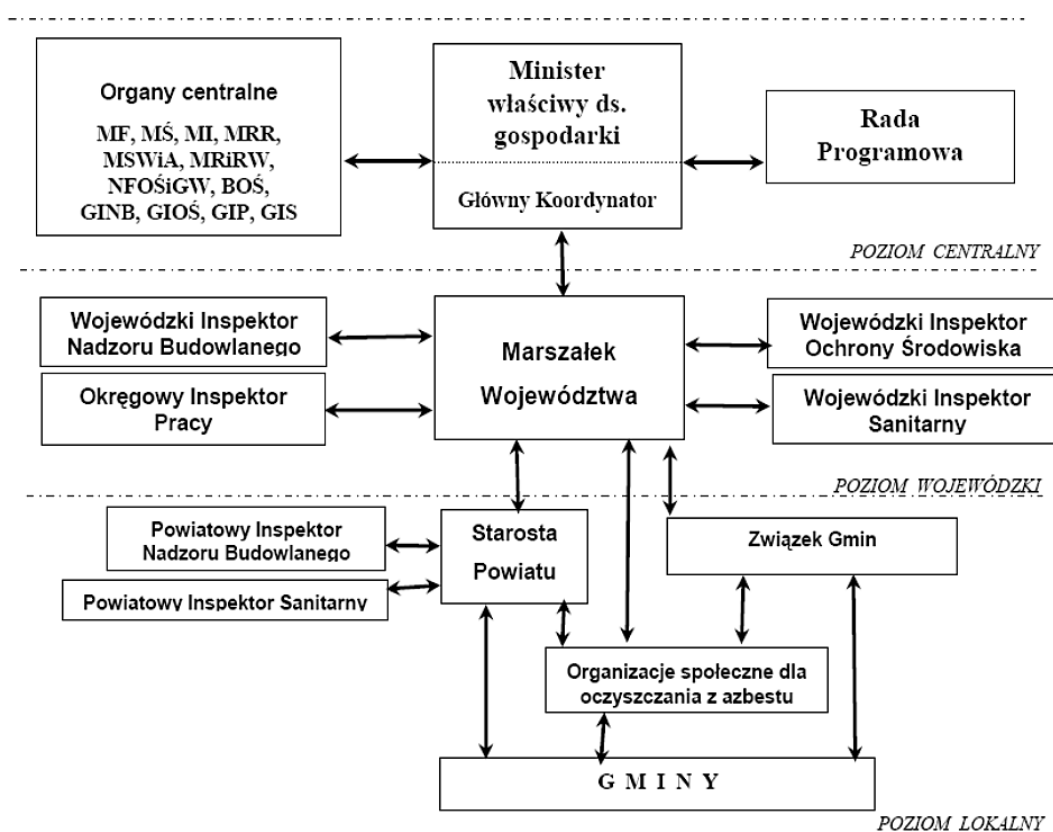 Organy centralne
MF, MŚ, MI, MRR,
MSWiA, MRiRW,
NFOŚiGW, BOŚ,
GINB, GIOŚ, GIP, GIS
Minister
właściwy ds.
gospodarki
Główny Koordynator
Rada
Programowa
POZIOM CENTRALNY
Wojewódzki Inspektor
Nadzoru Budowlanego
Okręgowy Inspektor
Pracy
Marszałek
Województwa
Wojewódzki Inspektor
Ochrony Środowiska
Wojewódzki Inspektor
Sanitarny
POZIOM WOJEWÓDZKI
Powiatowy Inspektor
Nadzoru Budowlanego
Powiatowy Inspektor Sanitarny
Starosta
Powiatu
Związek Gmin
Organizacje społeczne dla
oczyszczania z azbestu
G M I N Y
POZIOM LOKALNY